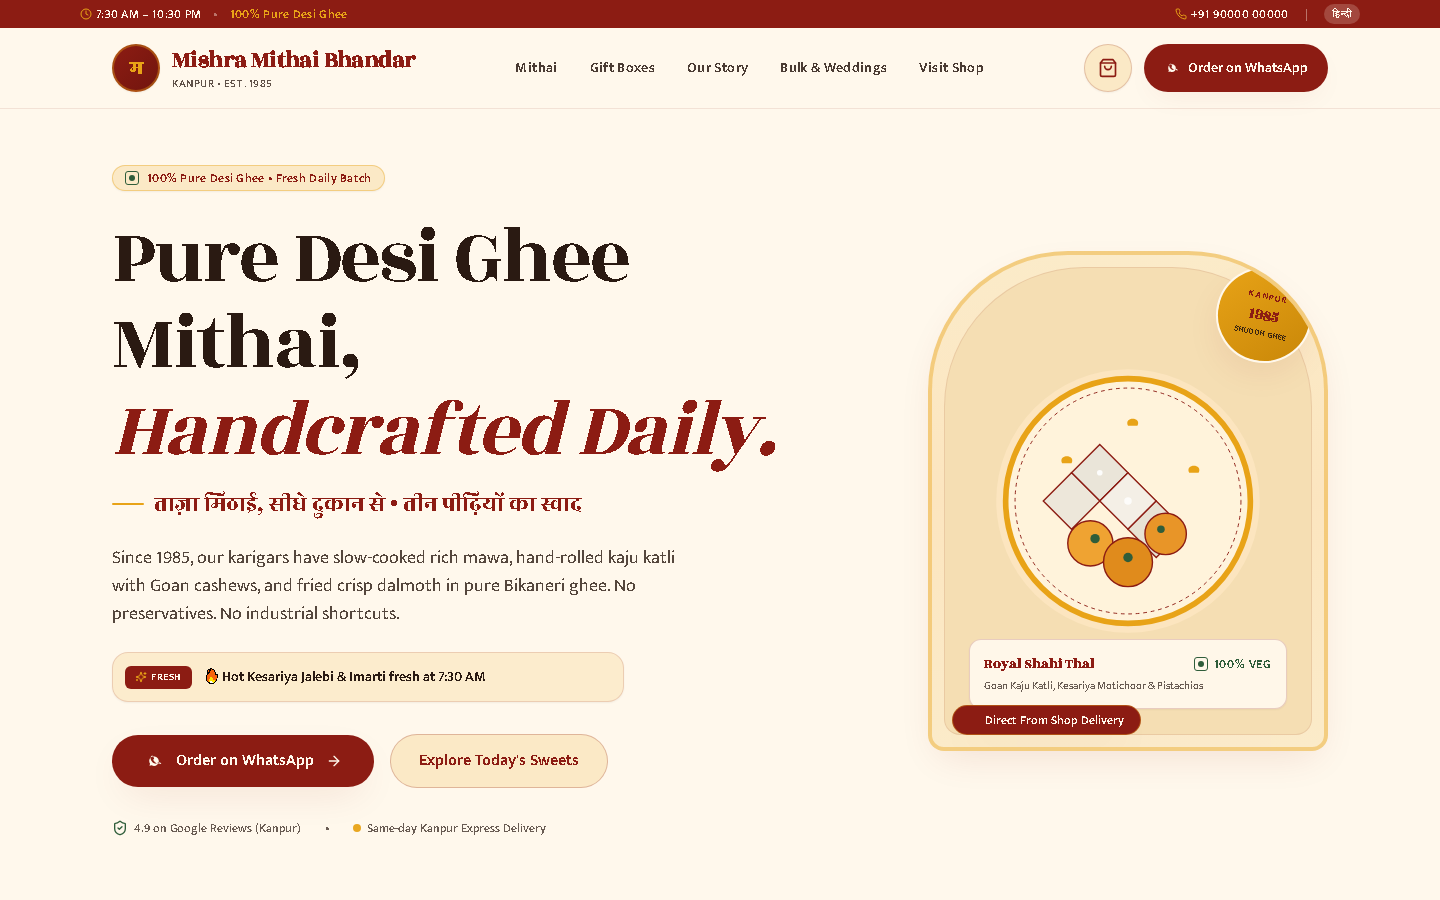 7:30 AM – 10:30 PM • 100% Pure Desi Ghee
+91 90000 00000 | हिन्दी
म
Mishra Mithai Bhandar
KANPUR • EST. 1985
Mithai
Gift Boxes
Our Story
Bulk & Weddings
Visit Shop
Order on WhatsApp
100% Pure Desi Ghee • Fresh Daily Batch
Pure Desi Ghee
Mithai,
Handcrafted Daily.
ताज़ा मिठाई, सीधे दुकान से • तीन पीढ़ियों का स्वाद
Since 1985, our karigars have slow-cooked rich mawa, hand-rolled kaju katli
with Goan cashews, and fried crisp dalmoth in pure Bikaneri ghee. No
preservatives. No industrial shortcuts.
FRESH
🔥 Hot Kesariya Jalebi & Imarti fresh at 7:30 AM
Order on WhatsApp →
Explore Today's Sweets
4.9 on Google Reviews (Kanpur) • Same-day Kanpur Express Delivery
KANPUR
1985
SHUDDH GHEE
Royal Shahi Thal
100% VEG
Goan Kaju Katli, Kesariya Motichoor & Pistachios
Direct From Shop Delivery